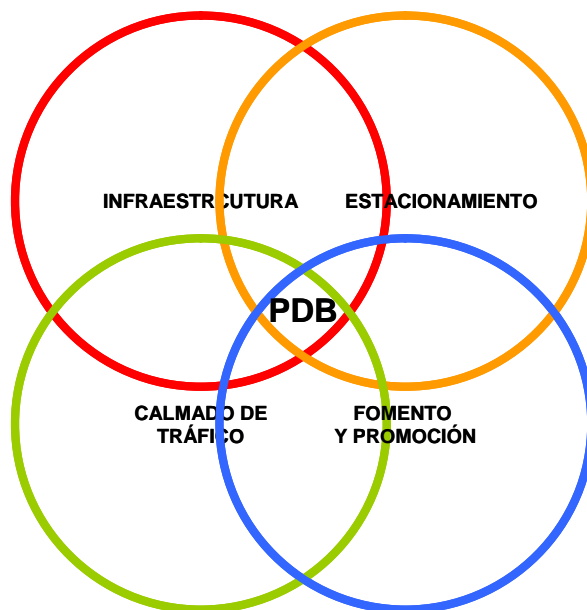 INFRAESTRCUTURA
ESTACIONAMIENTO
PDB
CALMADO DE
TRÁFICO
FOMENTO
Y PROMOCIÓN